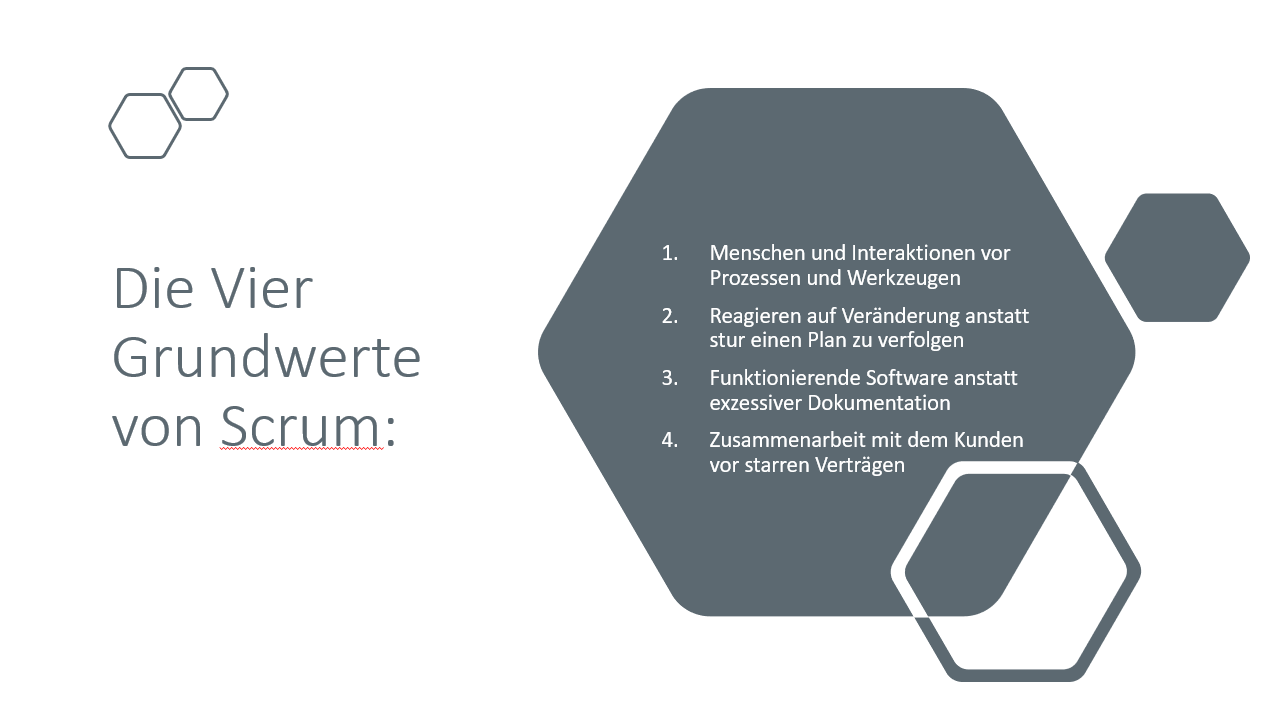 Die Vier
Grundwerte
von Scrum:
1. Menschen und Interaktionen vor
Prozessen und Werkzeugen
2. Reagieren auf Veränderung anstatt
stur einen Plan zu verfolgen
3. Funktionierende Software anstatt
exzessiver Dokumentation
4. Zusammenarbeit mit dem Kunden
vor starren Verträgen